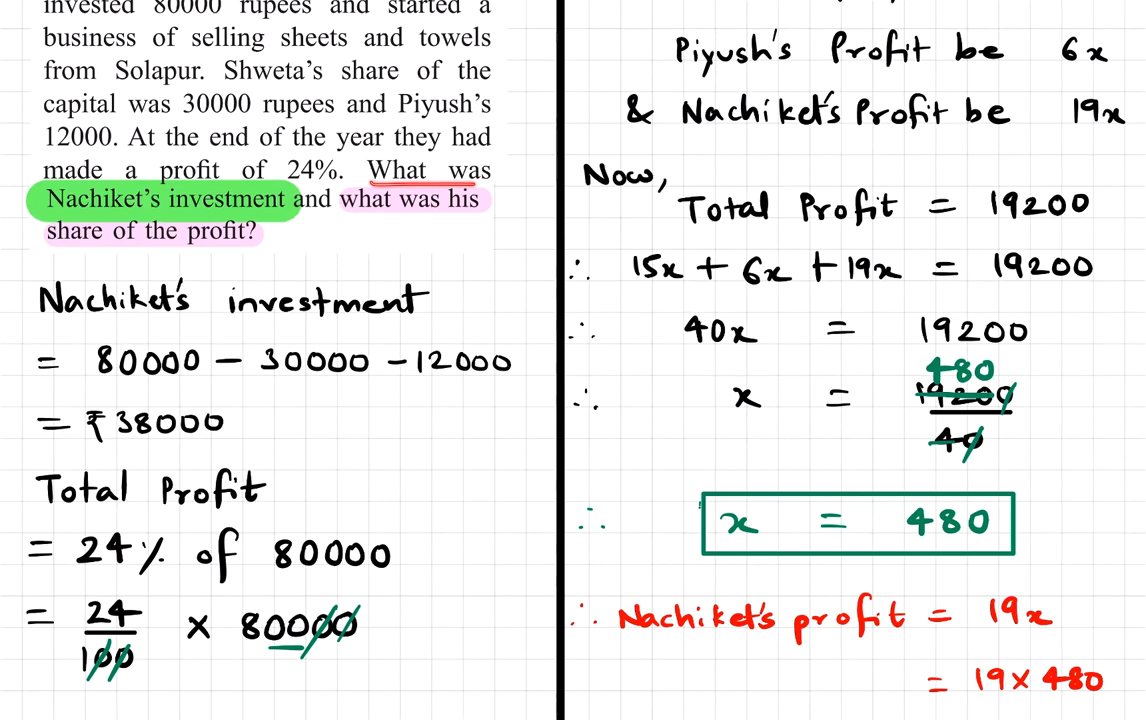 invested 80000 rupees and started a
business of selling sheets and towels
from Solapur. Shweta's share of the
capital was 30000 rupees and Piyush's
12000. At the end of the year they had
made a profit of 24%. What was
Nachiket's investment and what was his
share of the profit?
Nachiket's investment
= 80000 - 30000 - 12000
= ₹ 38000
Total Profit
= 24% of 80000
= 24/100 × 80000
Piyush's Profit be 6x
& Nachiket's Profit be 19x
Now,
Total Profit = 19200
∴ 15x + 6x + 19x = 19200
∴ 40x = 19200
480
∴ x = 19200/40
∴ x = 480
∴ Nachiket's profit = 19x
= 19 × 480